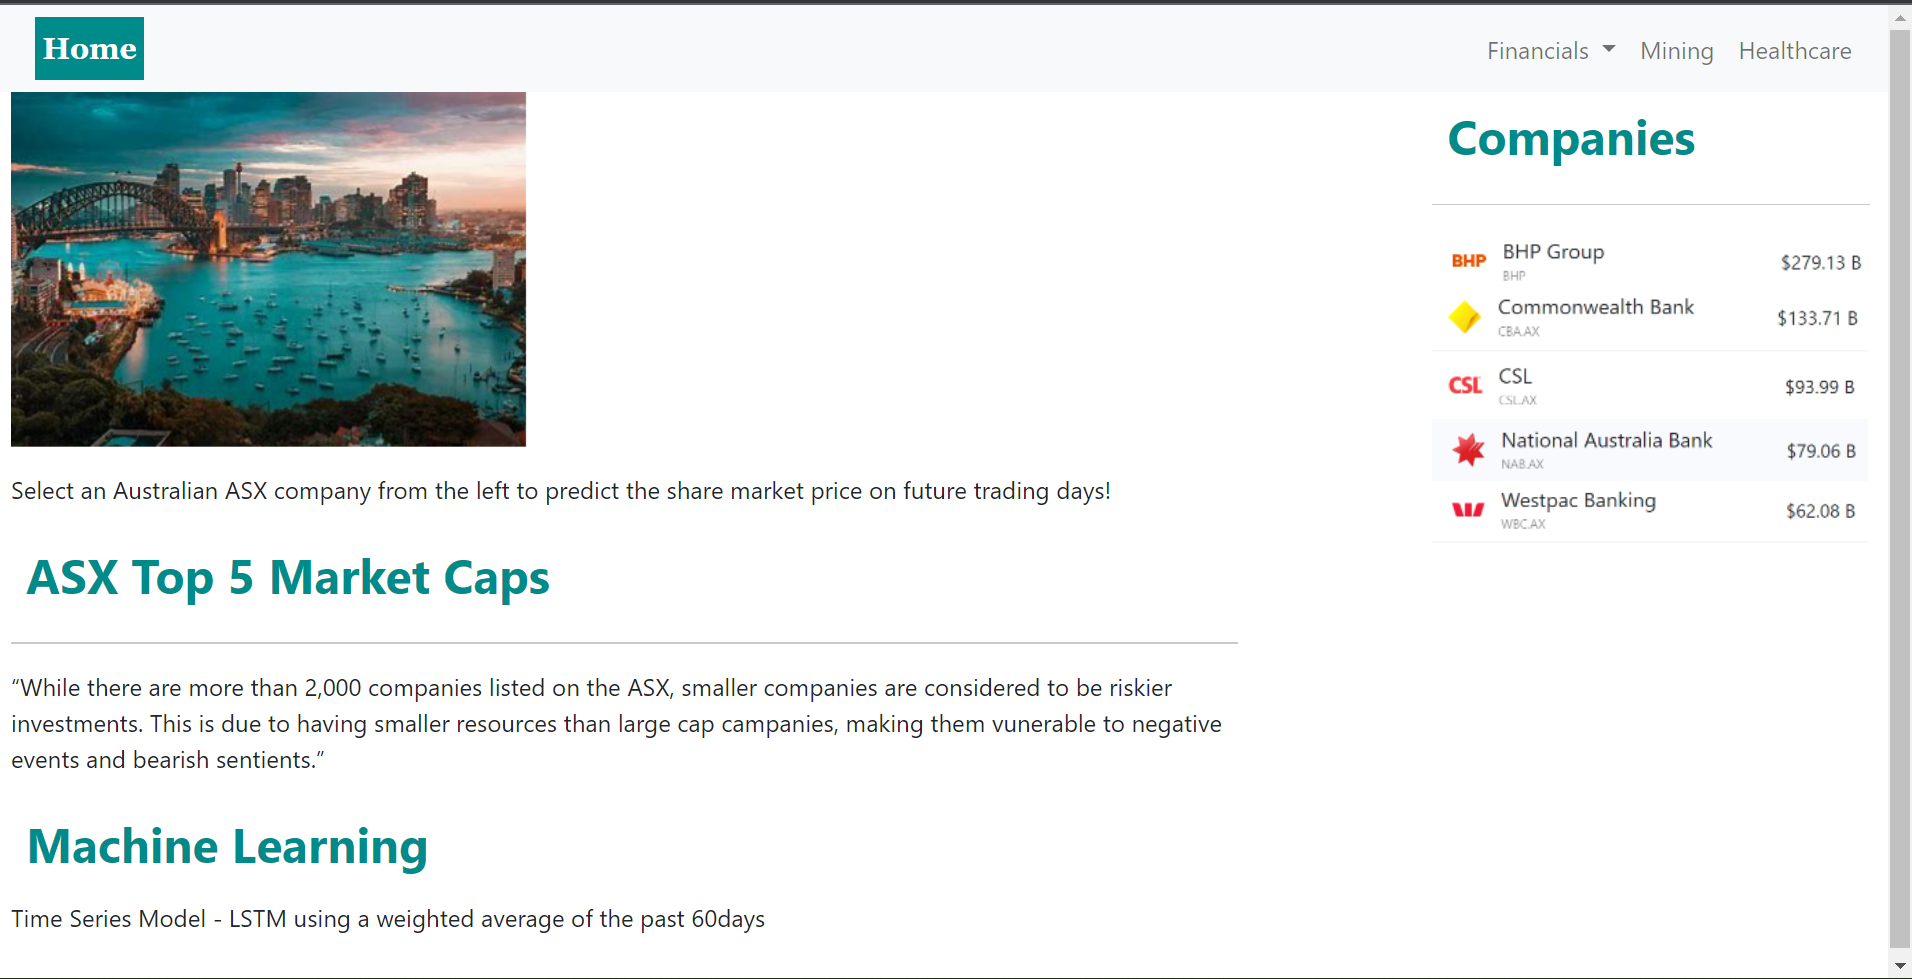 Home
Financials
Mining
Healthcare
Select an Australian ASX company from the left to predict the share market price on future trading days!
ASX Top 5 Market Caps
“While there are more than 2,000 companies listed on the ASX, smaller companies are considered to be riskier
investments. This is due to having smaller resources than large cap campanies, making them vunerable to negative
events and bearish sentients.”
Machine Learning
Time Series Model - LSTM using a weighted average of the past 60days
Companies
BHP BHP Group $279.13 B
BHP
Commonwealth Bank $133.71 B
CBA.AX
CSL CSL $93.99 B
CSL.AX
National Australia Bank $79.06 B
NAB.AX
Westpac Banking $62.08 B
WBC.AX